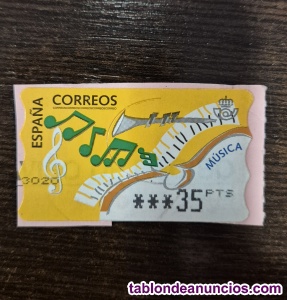 ESPAÑA
CORREOS
MÚSICA
3020
***35 PTS
tablondeanuncios.com